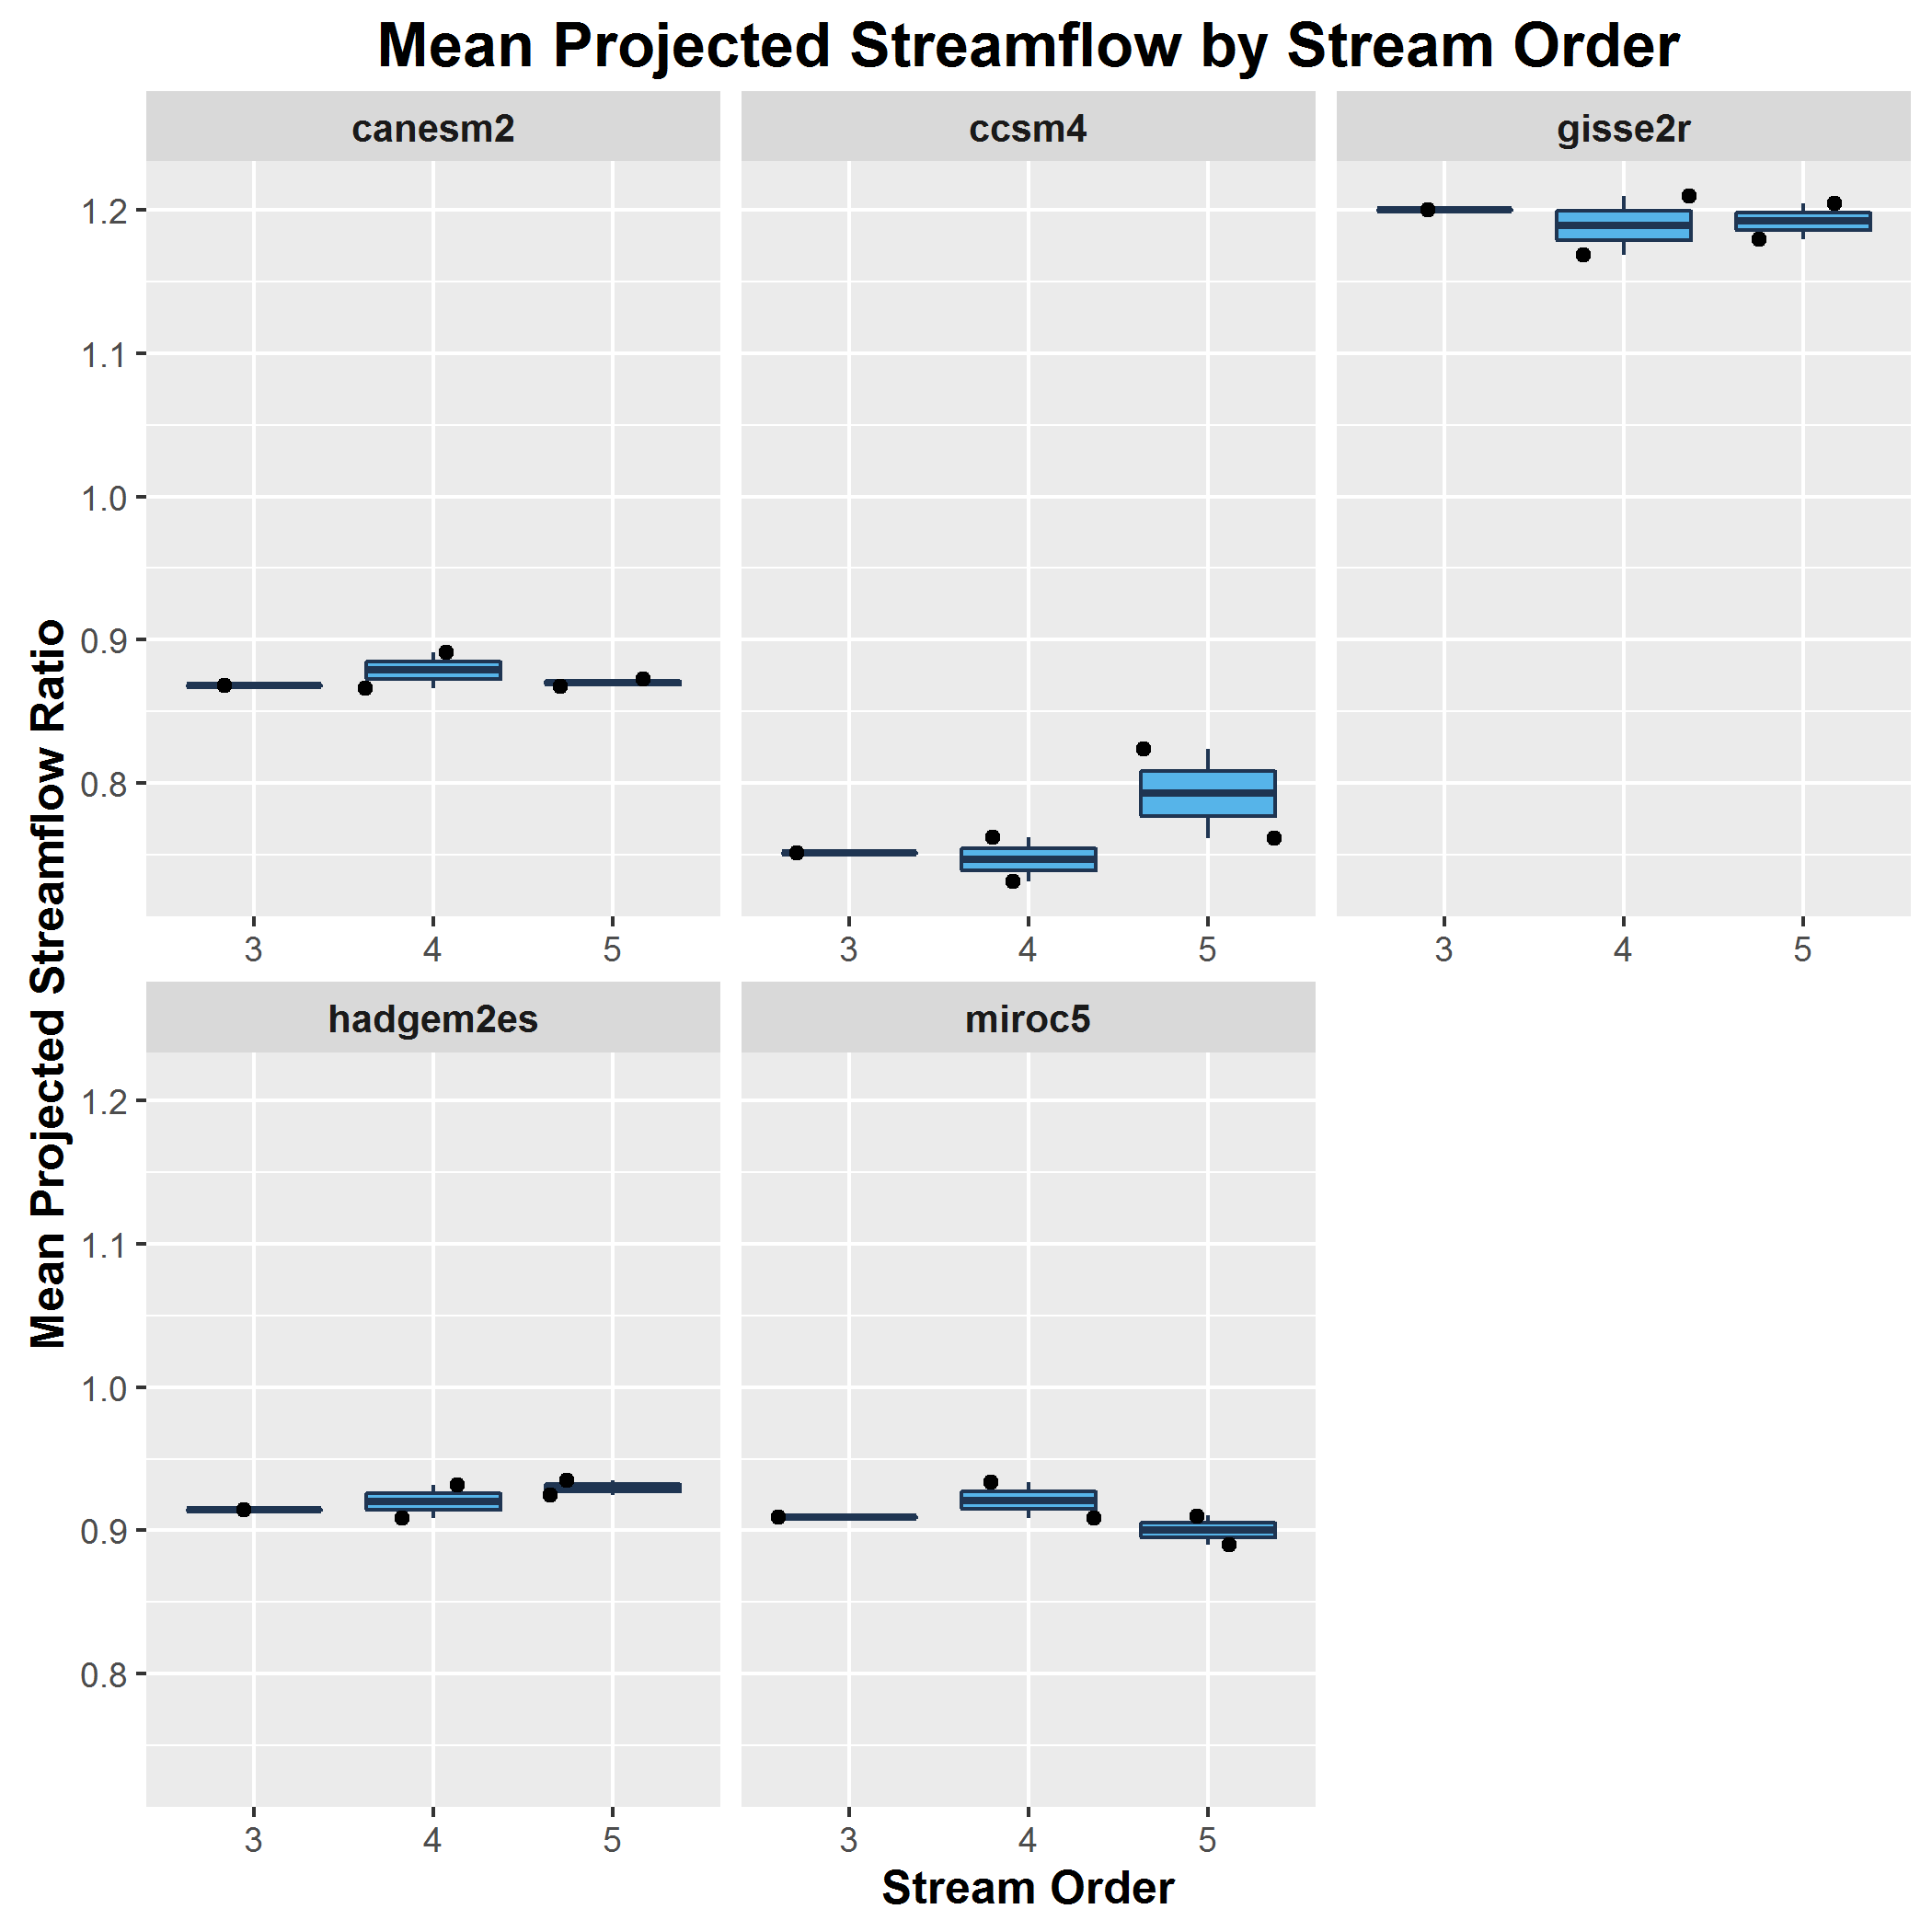 Mean Projected Streamflow by Stream Order
canesm2
ccsm4
gisse2r
1.2
1.1
1.0
0.9
0.8
3 4 5
3 4 5
3 4 5
Mean Projected Streamflow Ratio
hadgem2es
miroc5
1.2
1.1
1.0
0.9
0.8
3 4 5
3 4 5
Stream Order